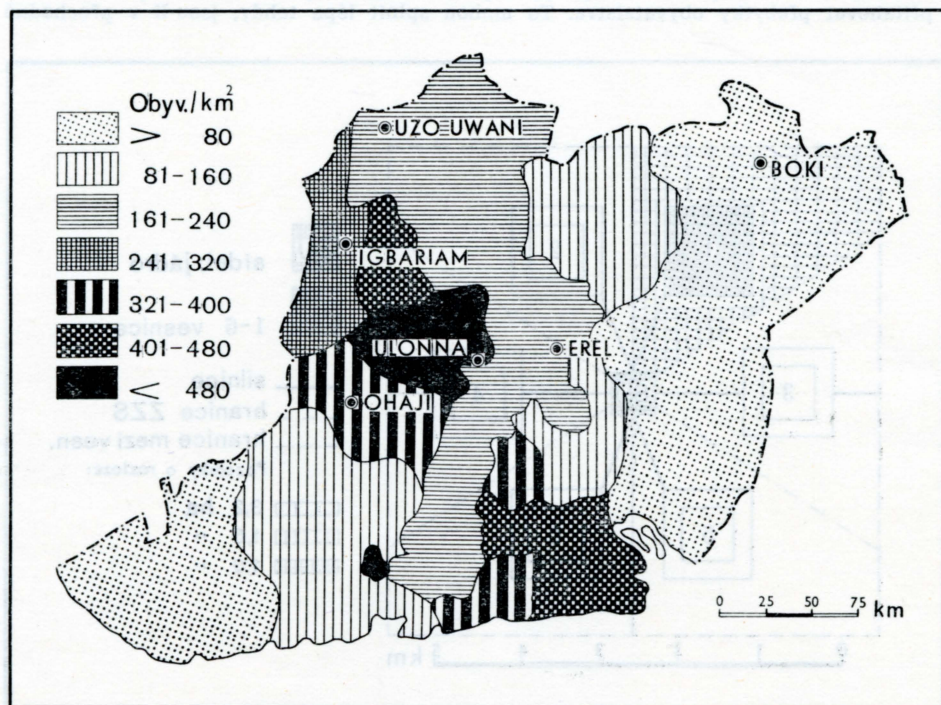 Obyv./km²
> 80
81-160
161-240
241-320
321-400
401-480
< 480
UZO UWANI
BOKI
IGBARIAM
ULONNA
EREL
OHAJI
0 25 50 75 km